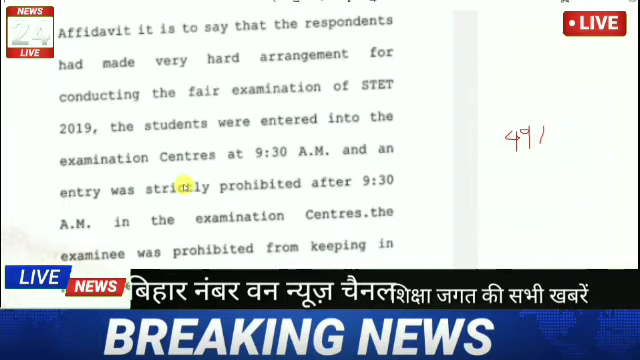 NEWS
24
LIVE
LIVE
Affidavit it is to say that the respondents
had made very hard arrangement for
conducting the fair examination of STET
2019, the students were entered into the
examination Centres at 9:30 A.M. and an
entry was strictly prohibited after 9:30
A.M. in the examination Centres.the
examinee was prohibited from keeping in
491
LIVE
NEWS
बिहार नंबर वन न्यूज़ चैनल शिक्षा जगत की सभी खबरें
BREAKING NEWS